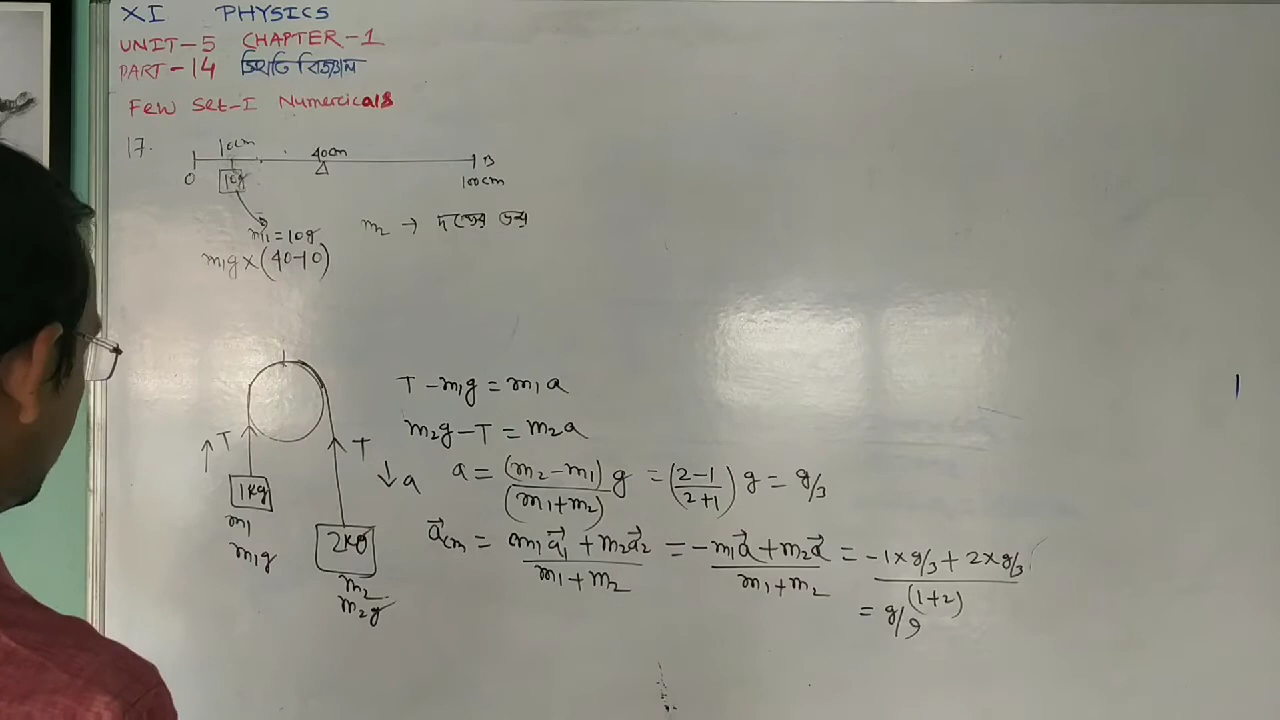 XI PHYSICS
UNIT-5 CHAPTER-1
PART-14
Few Set-I Numericals
17.
10cm 40cm B
0 10g 100cm
m₁ = 10g m₂ → দন্ডের ভর
m₁g × (40-10)
T - m₁g = m₁a
m₂g - T = m₂a
↑ T T ↓ a
a = (m₂ - m₁)/(m₁ + m₂) g = (2-1/2+1) g = g/3
1kg
m₁
m₁g
2kg
m₂
m₂g
a⃗cm = m₁a⃗₁ + m₂a⃗₂/m₁ + m₂ = -m₁a⃗ + m₂a⃗/m₁ + m₂ = -1×g/3 + 2×g/3/(1+2)
= g/9